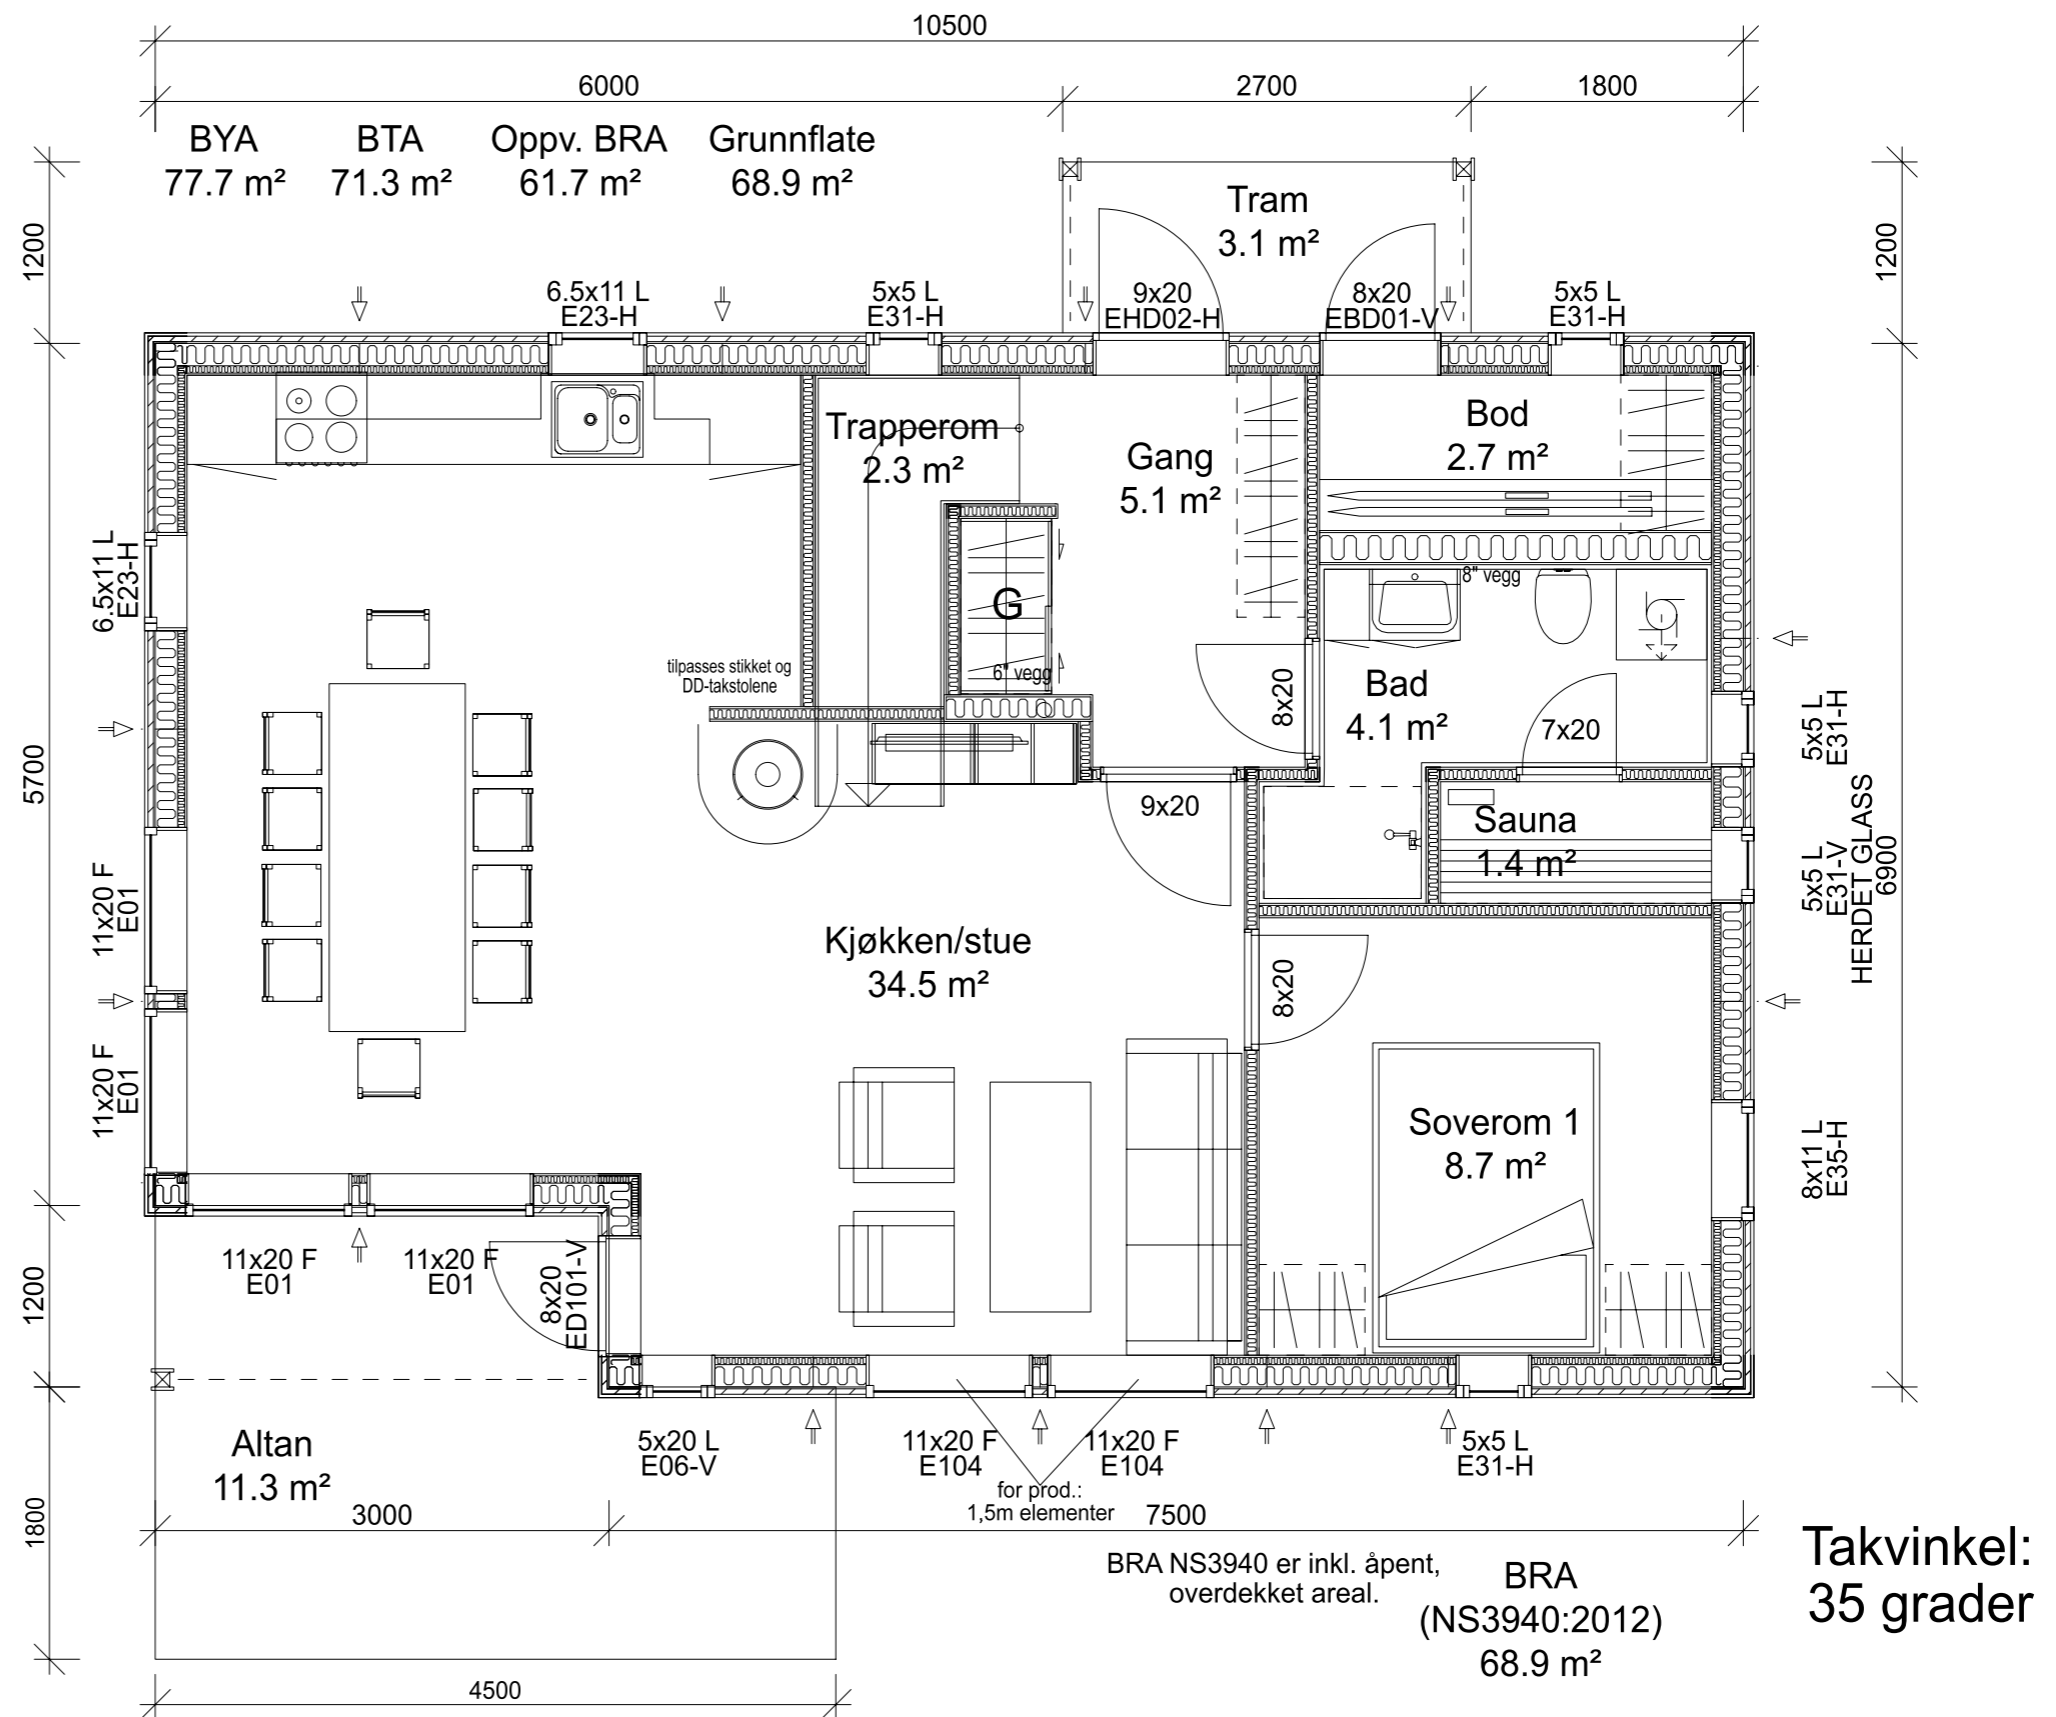 10500
6000
2700
1800
BYA
77.7 m²
BTA
71.3 m²
Oppv. BRA
61.7 m²
Grunnflate
68.9 m²
1200
Tram
3.1 m²
1200
6.5x11 L
E23-H
5x5 L
E31-H
9x20
EHD02-H
8x20
EBD01-V
5x5 L
E31-H
Trapperom
2.3 m²
Gang
5.1 m²
Bod
2.7 m²
6.5x11 L
E23-H
G
8" vegg
tilpasses stikket og
DD-takstolene
6" vegg
8x20
Bad
4.1 m²
7x20
5x5 L
E31-H
5700
9x20
Sauna
1.4 m²
5x5 L
E31-V
HERDET GLASS
6900
11x20 F
E01
Kjøkken/stue
34.5 m²
8x20
11x20 F
E01
Soverom 1
8.7 m²
8x11 L
E35-H
11x20 F
E01
11x20 F
E01
8x20
ED101-V
1200
Altan
11.3 m²
5x20 L
E06-V
11x20 F
E104
11x20 F
E104
5x5 L
E31-H
for prod.:
1,5m elementer
1800
3000
7500
BRA NS3940 er inkl. åpent,
overdekket areal.
BRA
(NS3940:2012)
68.9 m²
Takvinkel:
35 grader
4500